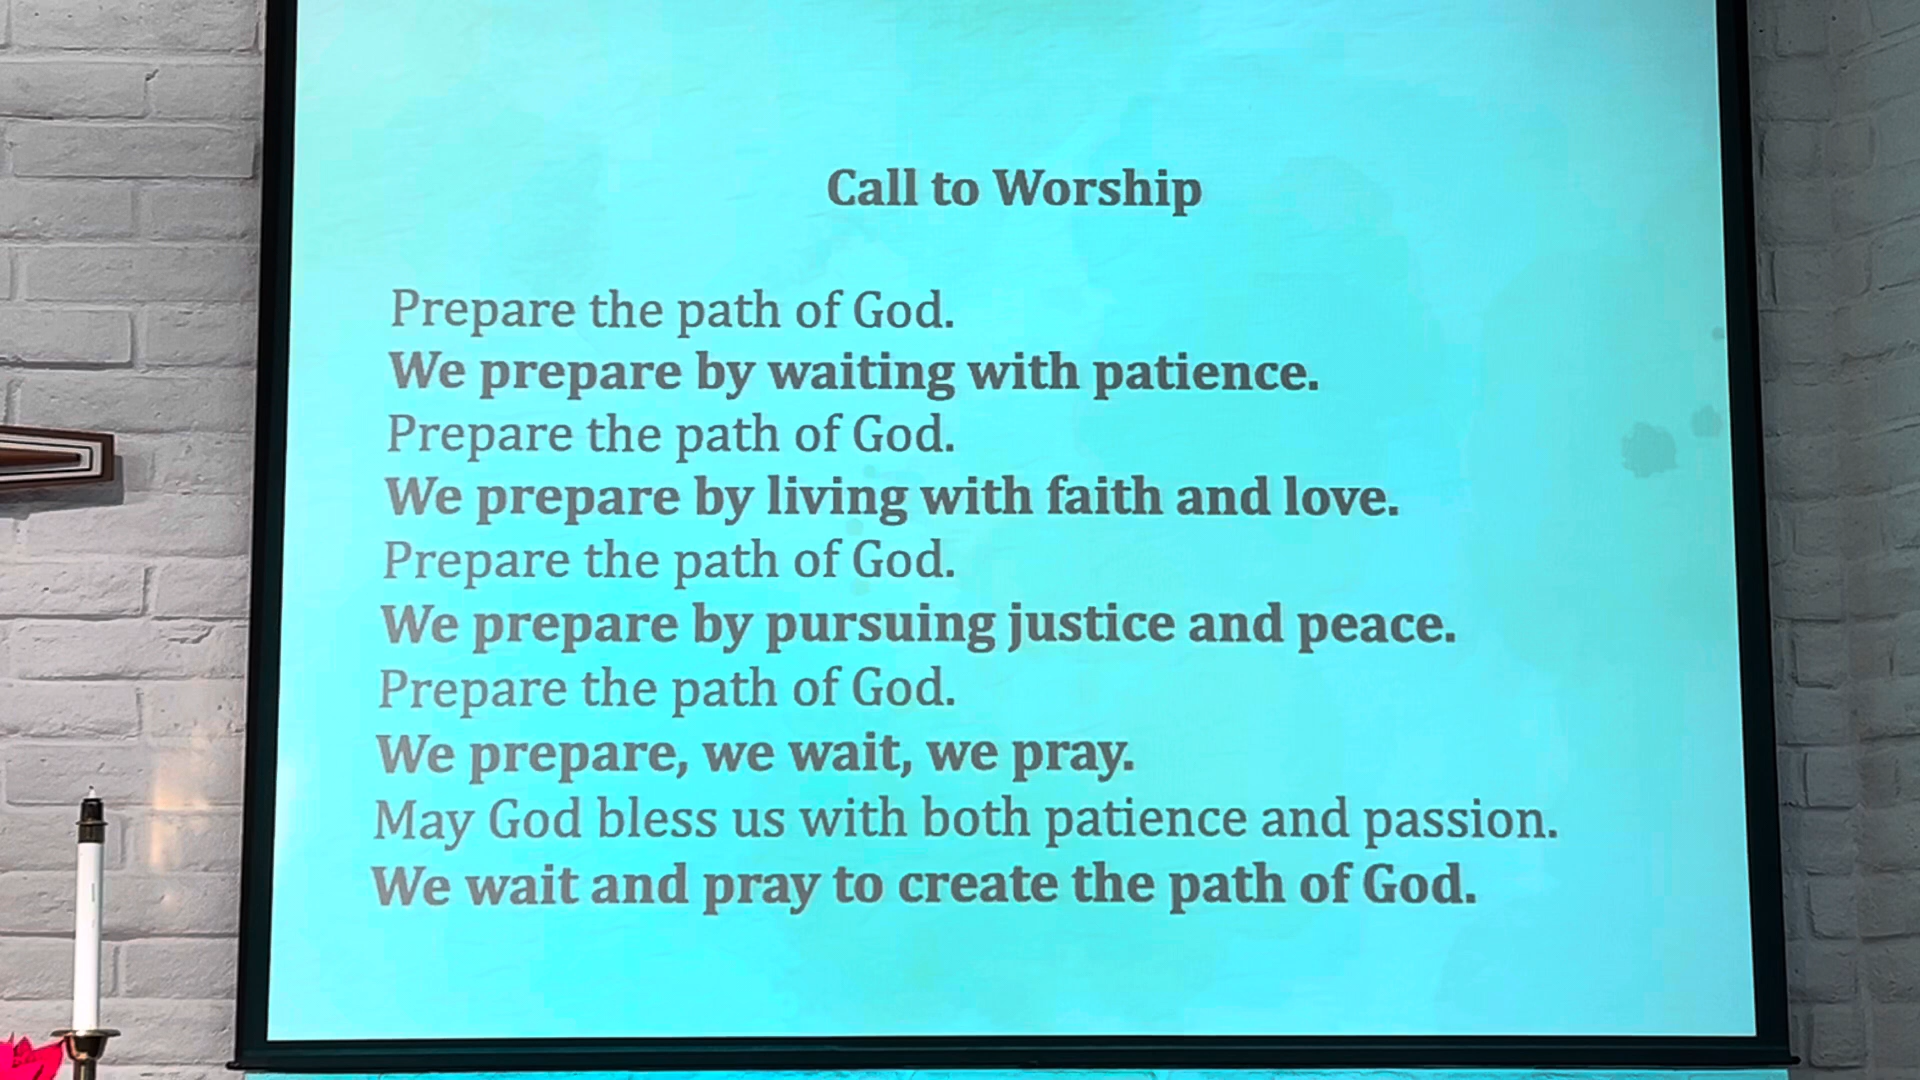 Call to Worship
Prepare the path of God.
We prepare by waiting with patience.
Prepare the path of God.
We prepare by living with faith and love.
Prepare the path of God.
We prepare by pursuing justice and peace.
Prepare the path of God.
We prepare, we wait, we pray.
May God bless us with both patience and passion.
We wait and pray to create the path of God.